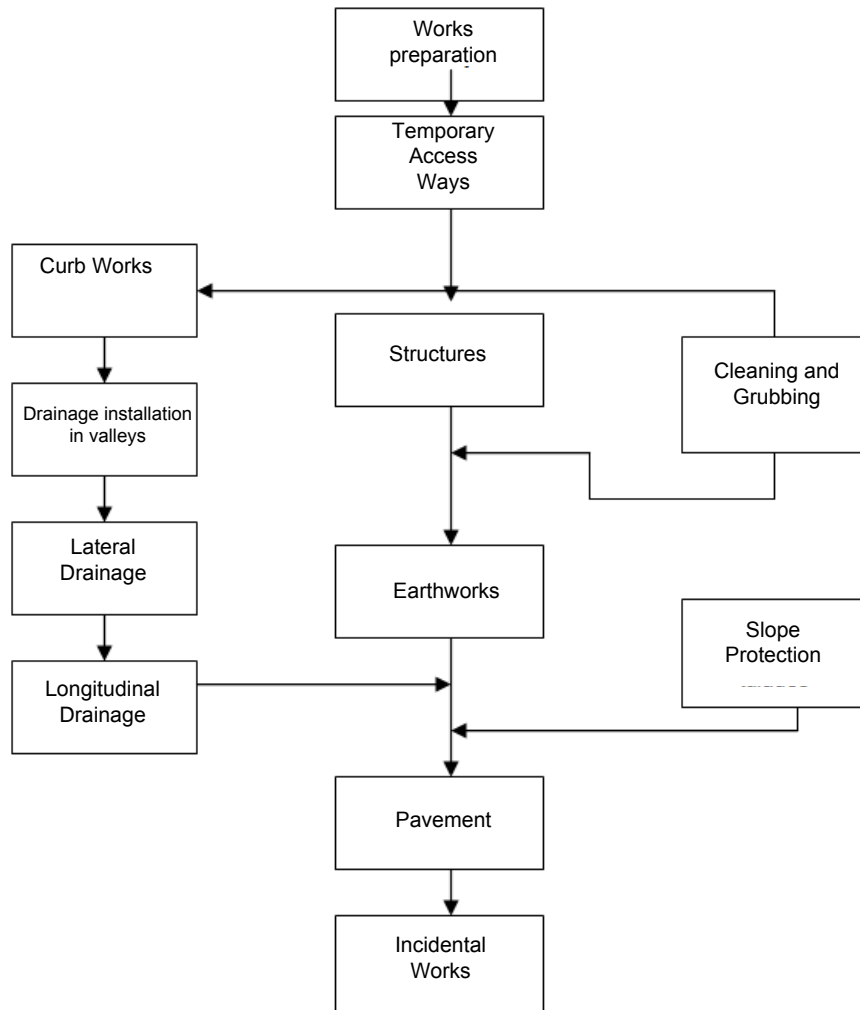 Works
preparation
Temporary
Access
Ways
Curb Works
Structures
Cleaning and
Grubbing
Drainage installation
in valleys
Lateral
Drainage
Earthworks
Slope
Protection
Longitudinal
Drainage
Pavement
Incidental
Works